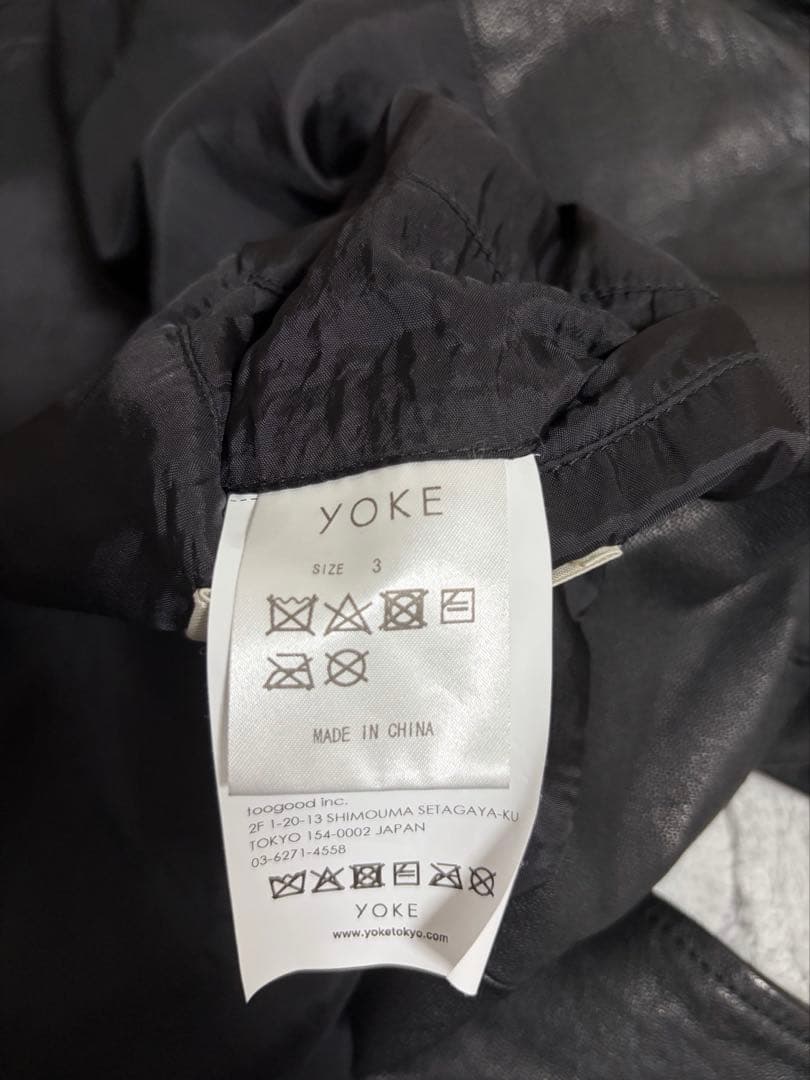 YOKE
SIZE 3
MADE IN CHINA
toogood inc.
2F 1-20-13 SHIMOUMA SETAGAYA-KU
TOKYO 154-0002 JAPAN
03-6271-4558
YOKE
www.yoketokyo.com